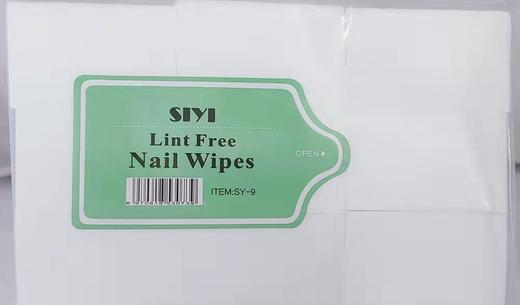 SIYI
Lint Free
Nail Wipes
OPEN
ITEM:SY-9